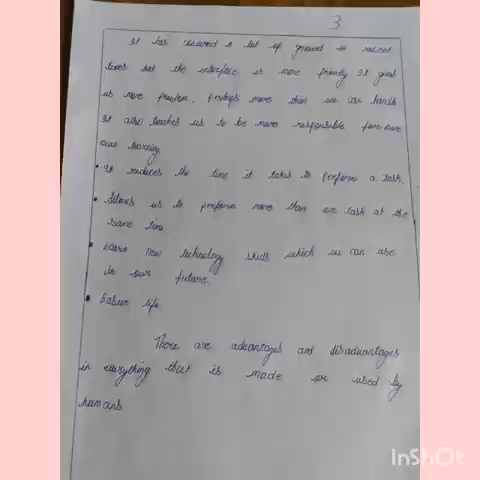 3
It has covered a lot of ground in recent
times and the interface is more friendly It gives
us more freedom, perhaps more than we can handle
It also teaches us to be more responsible for our
own learning
• It reduces the time it takes to perform a task.
• Allows us to preform more than one task at the
same time
• Learn new technology skills which we can use
in our future.
• Easier life.
There are advantages and disadvantages
in everything that is made or used by
humans
InShOt